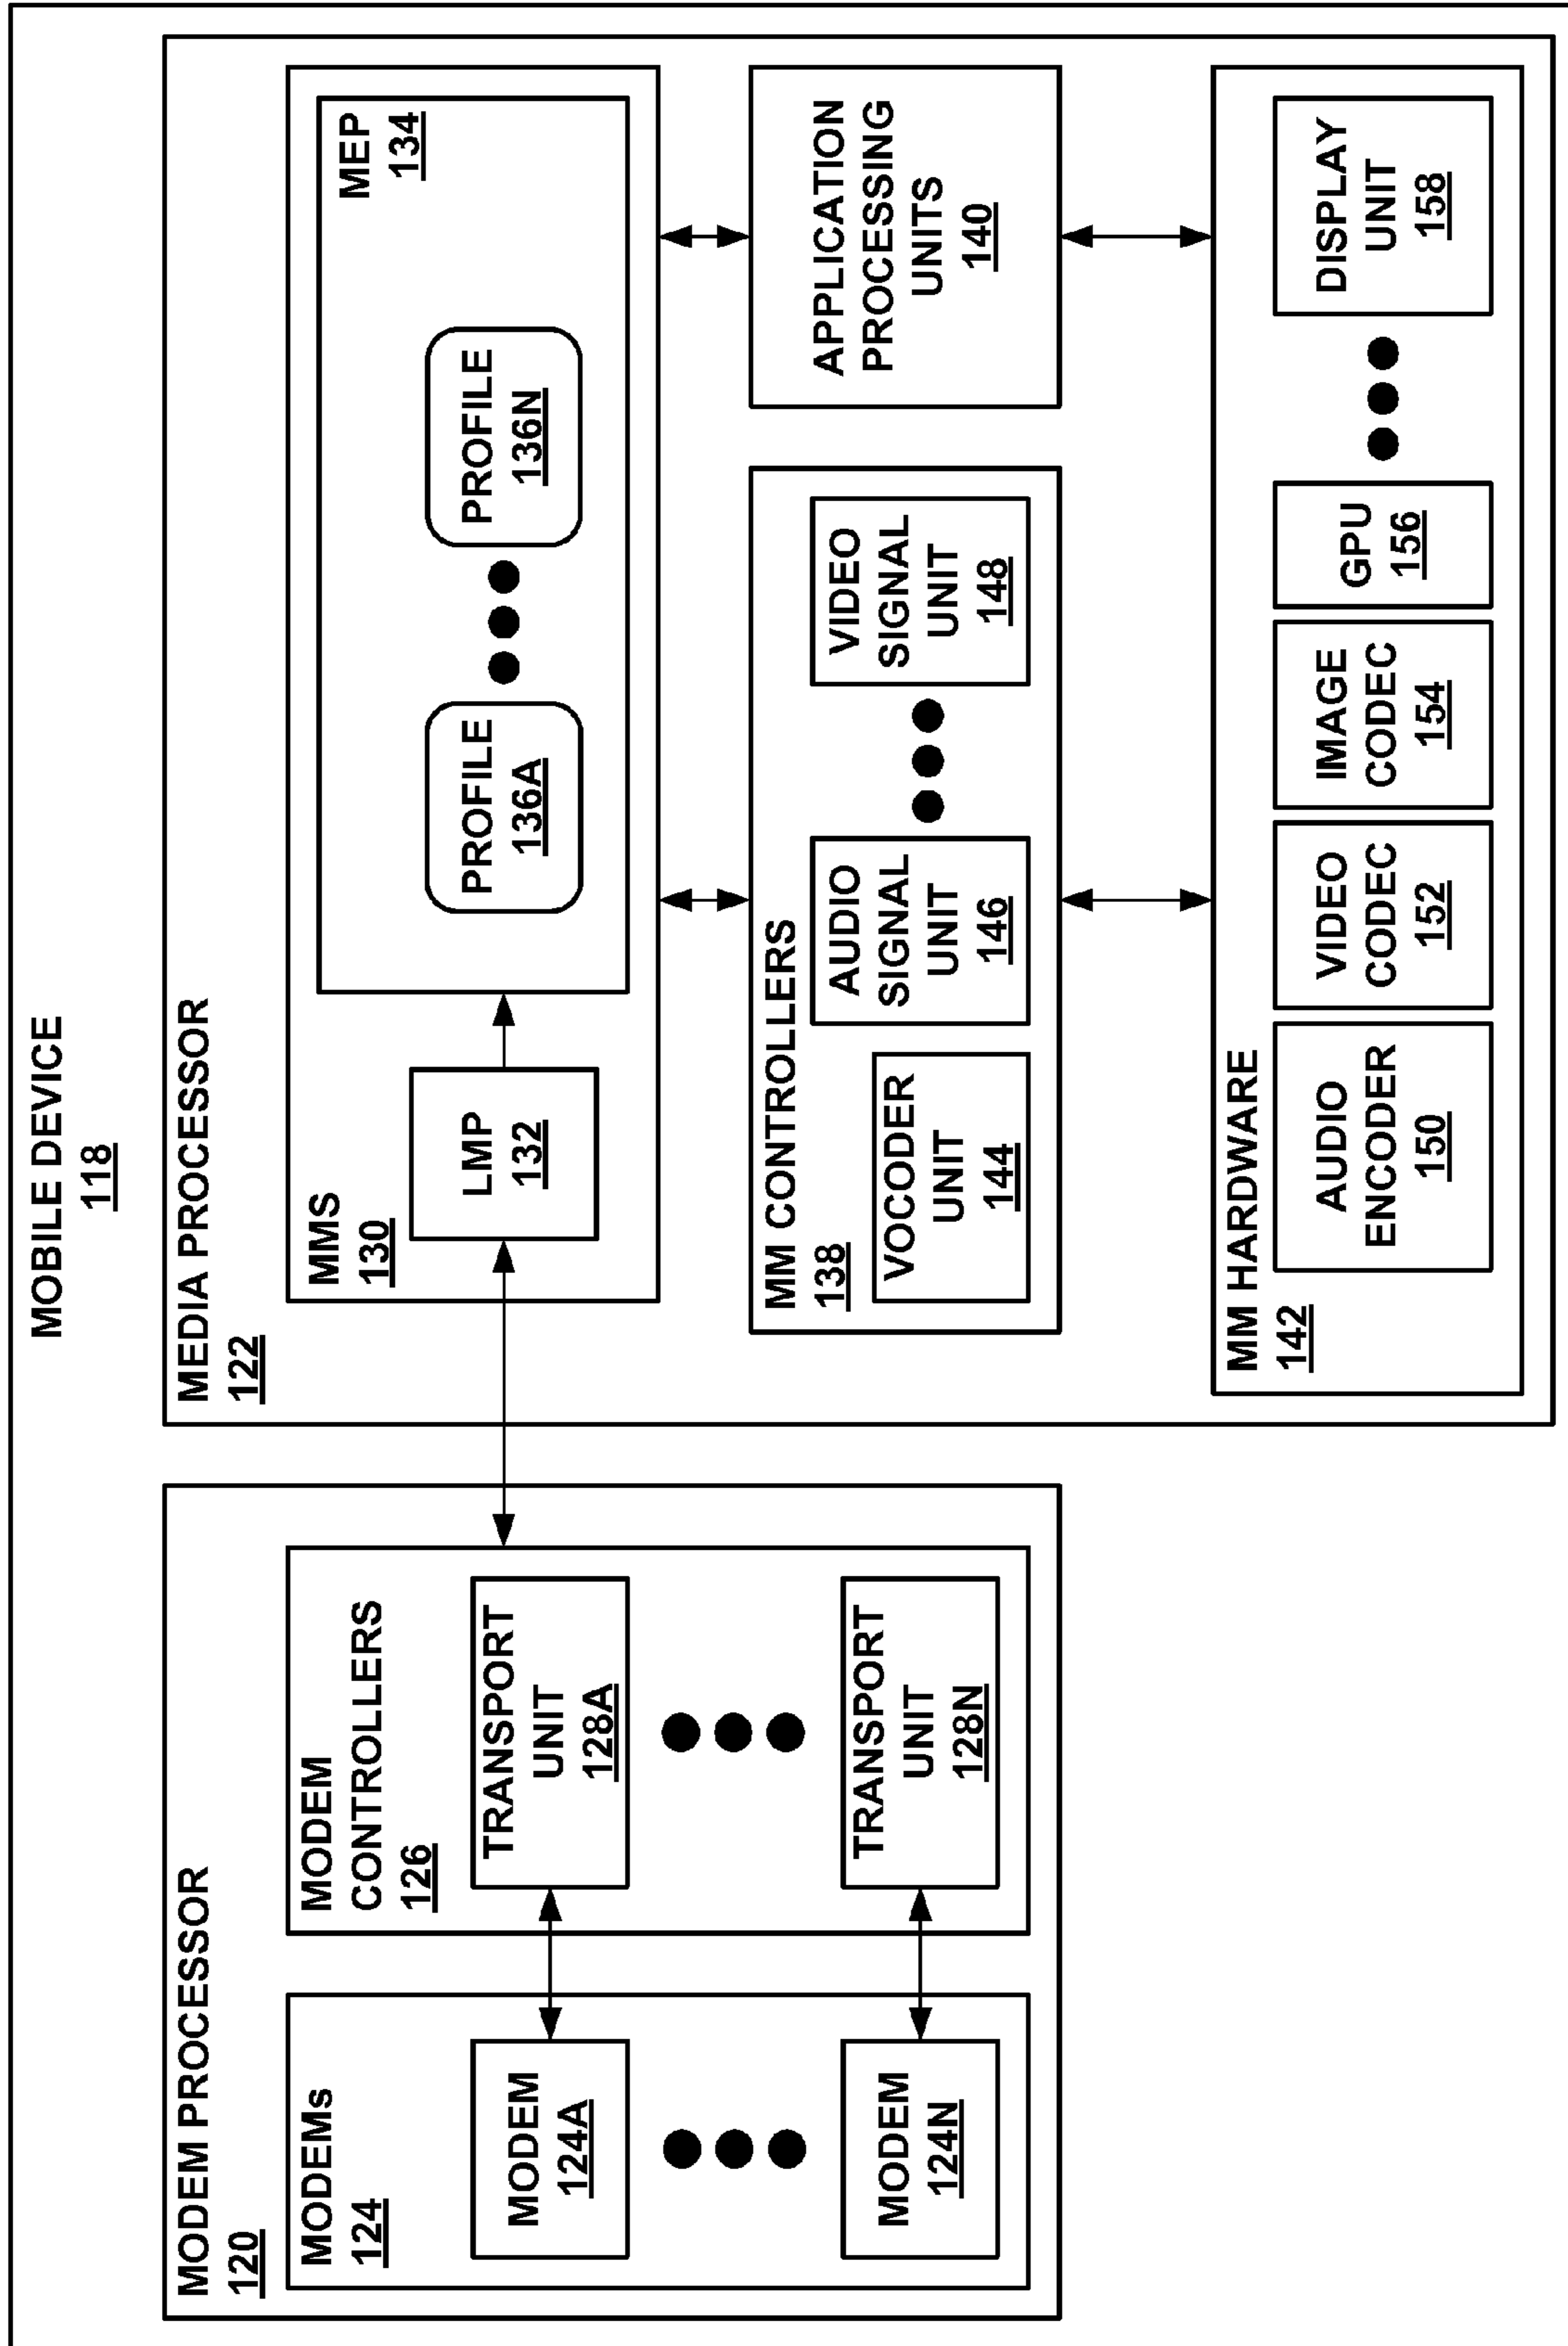 MOBILE DEVICE
118
MODEM PROCESSOR
120
MODEMs
124
MODEM
124A
MODEM
124N
MODEM
CONTROLLERS
126
TRANSPORT
UNIT
128A
TRANSPORT
UNIT
128N
MEDIA PROCESSOR
122
MMS
130
LMP
132
MEP
134
PROFILE
136A
PROFILE
136N
MM CONTROLLERS
138
VOCODER
UNIT
144
AUDIO
SIGNAL
UNIT
146
VIDEO
SIGNAL
UNIT
148
APPLICATION
PROCESSING
UNITS
140
MM HARDWARE
142
AUDIO
ENCODER
150
VIDEO
CODEC
152
IMAGE
CODEC
154
GPU
156
DISPLAY
UNIT
158